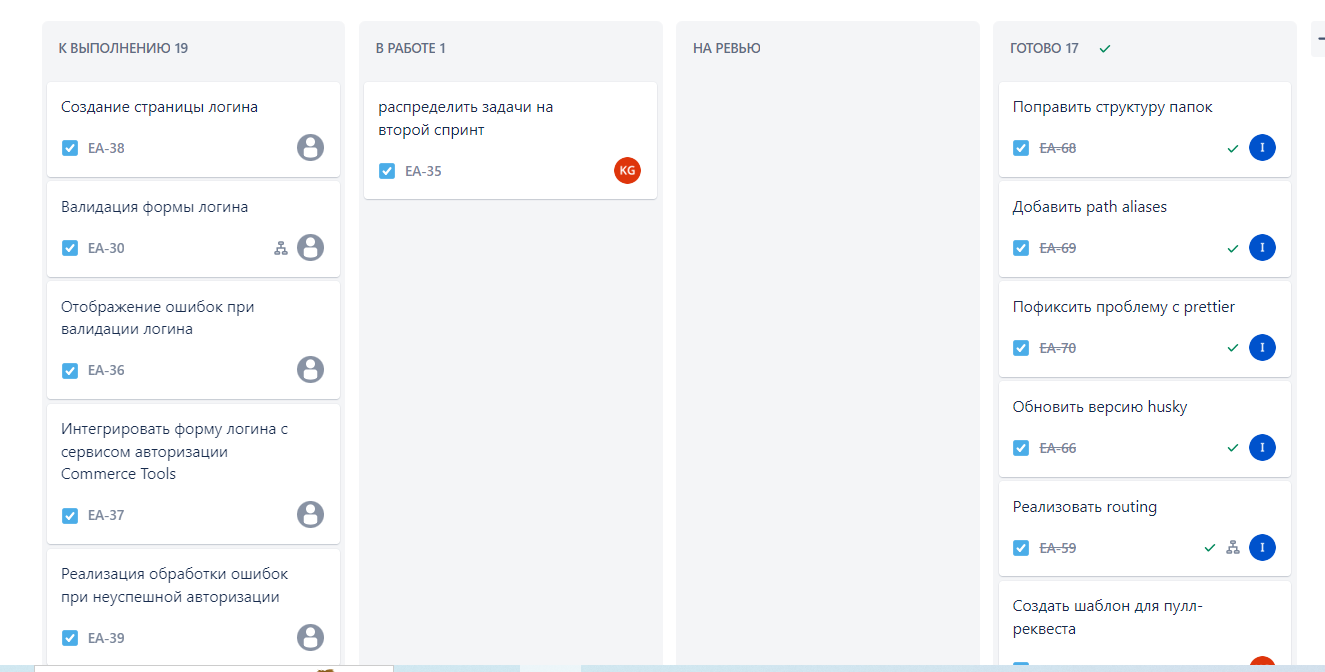 К ВЫПОЛНЕНИЮ 19
Создание страницы логина
EA-38
Валидация формы логина
EA-30
Отображение ошибок при
валидации логина
EA-36
Интегрировать форму логина с
сервисом авторизации
Commerce Tools
EA-37
Реализация обработки ошибок
при неуспешной авторизации
EA-39
В РАБОТЕ 1
распределить задачи на
второй спринт
EA-35
KG
НА РЕВЬЮ
ГОТОВО 17
Поправить структуру папок
EA-68
I
Добавить path aliases
EA-69
I
Пофиксить проблему с prettier
EA-70
I
Обновить версию husky
EA-66
I
Реализовать routing
EA-59
I
Создать шаблон для пулл-
реквеста